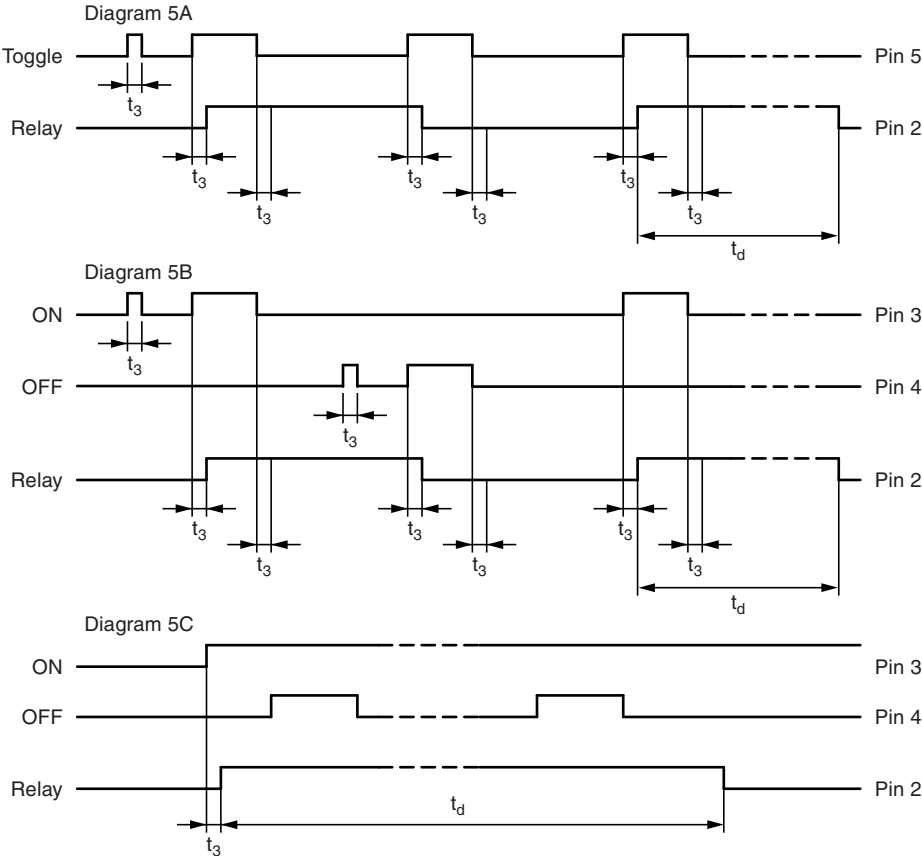 Diagram 5A
Toggle
Pin 5
t3
Relay
Pin 2
t3
t3
t3
t3
t3
t3
td
Diagram 5B
ON
Pin 3
t3
OFF
Pin 4
t3
Relay
Pin 2
t3
t3
t3
t3
t3
t3
td
Diagram 5C
ON
Pin 3
OFF
Pin 4
Relay
Pin 2
td
t3